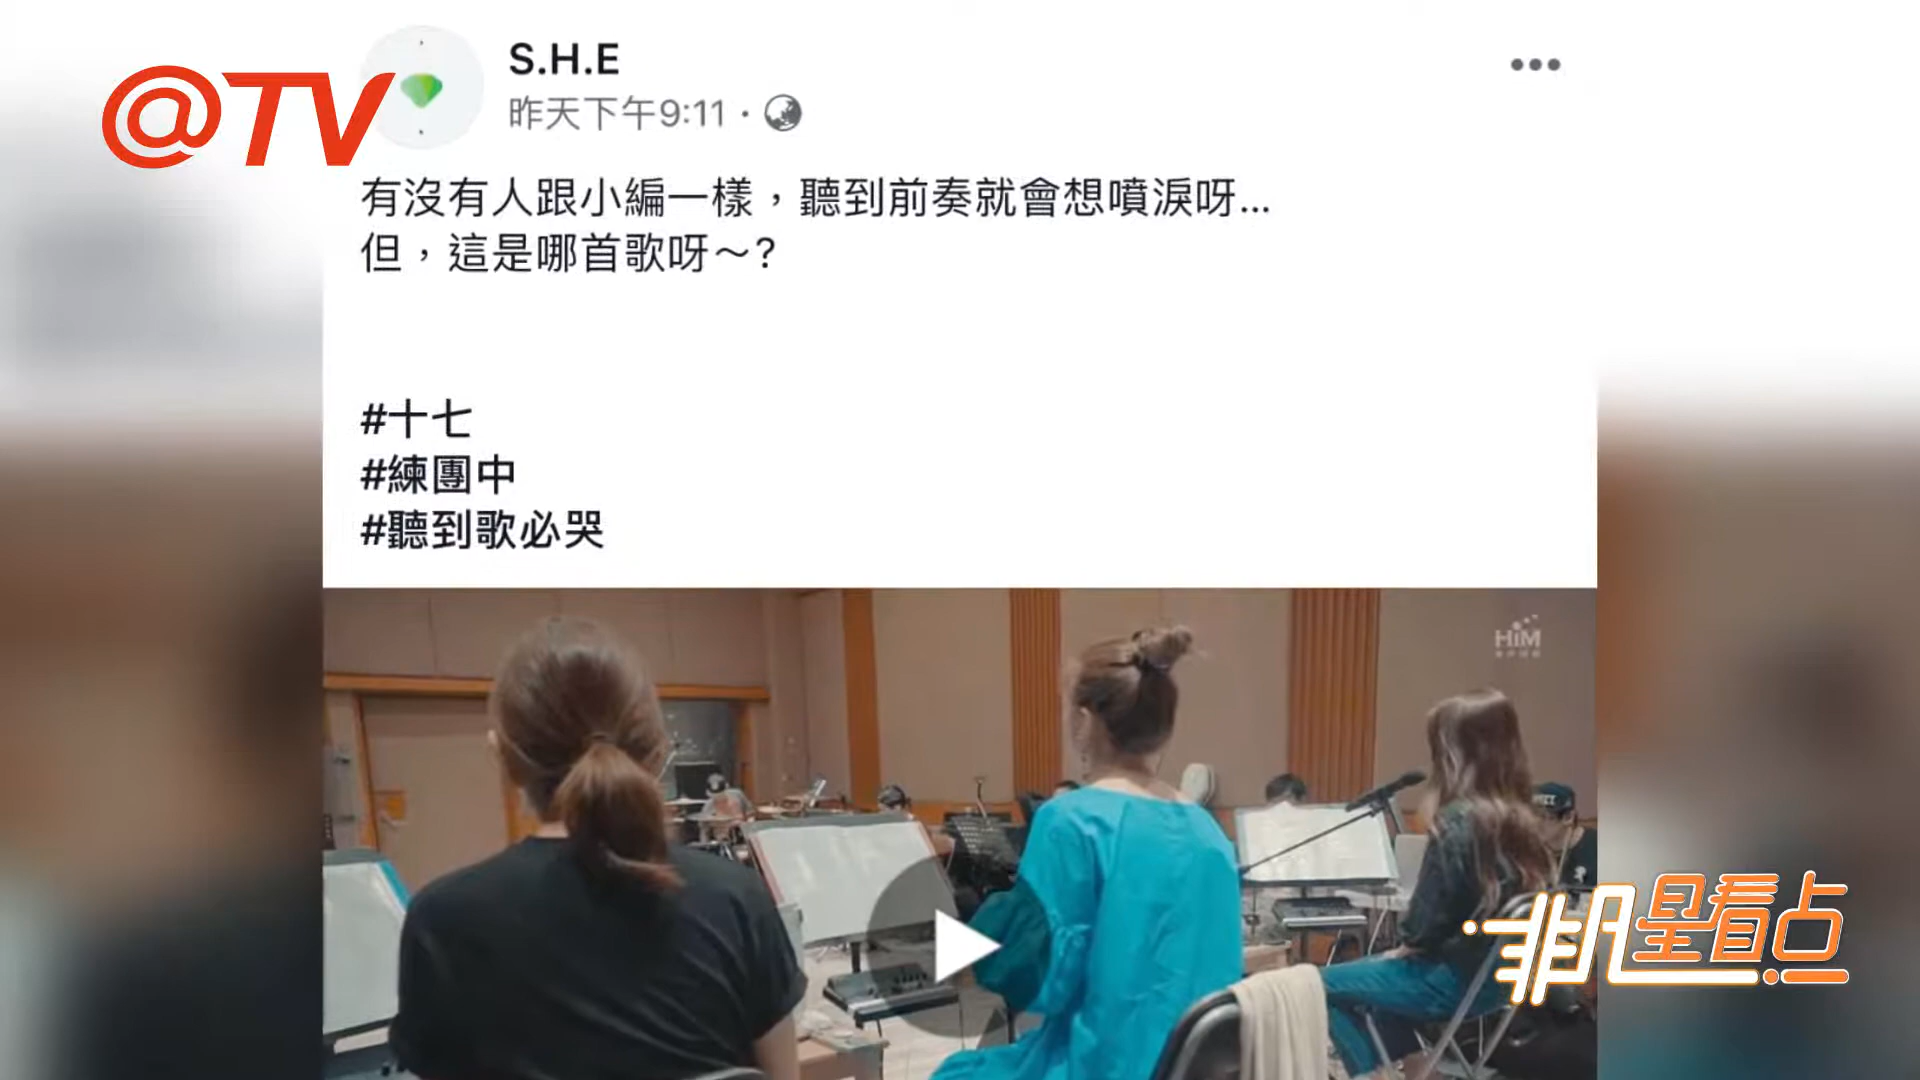 @TV
S.H.E
昨天下午9:11 ·
有沒有人跟小編一樣，聽到前奏就會想噴淚呀...
但，這是哪首歌呀～?
#十七
#練團中
#聽到歌必哭
HIM
非凡星看点